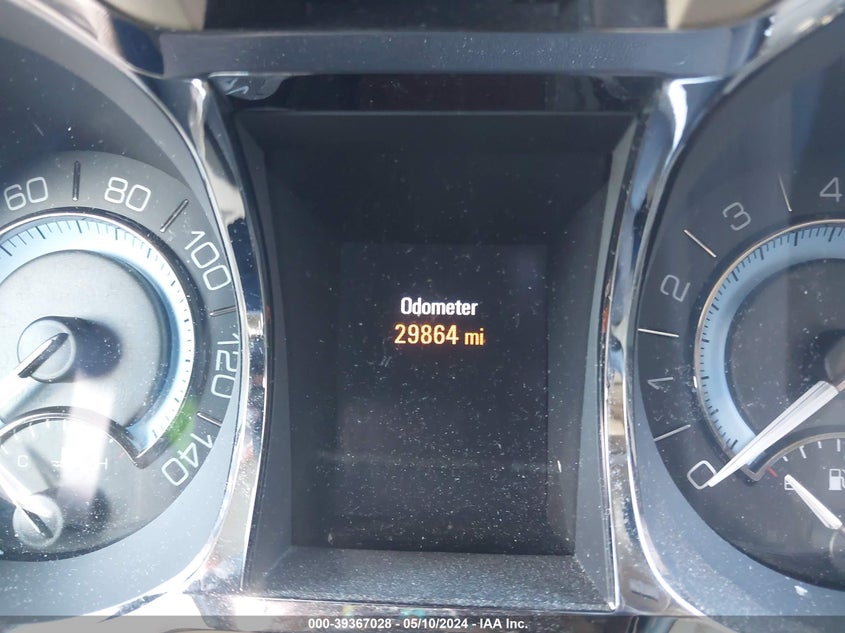 60 80 100 120 140
C H
Odometer
29864 mi
0 1 2 3 4
000-39367028 - 05/10/2024 - IAA Inc.